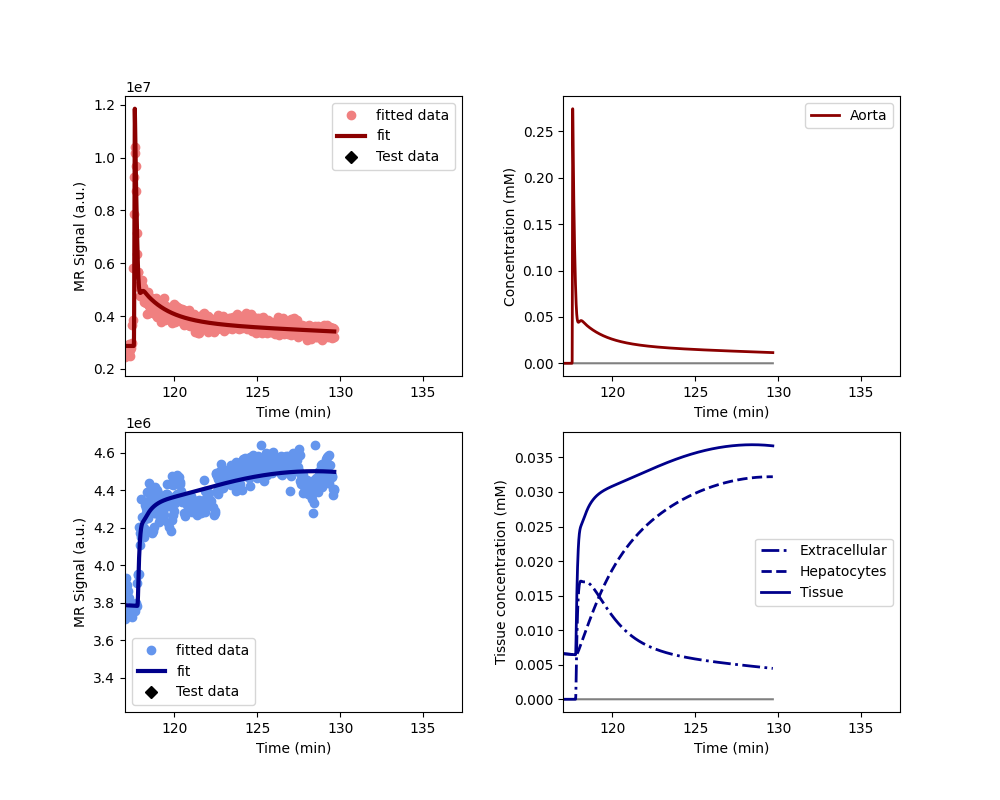 1e7
MR Signal (a.u.)
1.2
1.0
0.8
0.6
0.4
0.2
fitted data
fit
Test data
120
125
130
135
Time (min)
Concentration (mM)
0.25
0.20
0.15
0.10
0.05
0.00
Aorta
120
125
130
135
Time (min)
1e6
MR Signal (a.u.)
4.6
4.4
4.2
4.0
3.8
3.6
3.4
fitted data
fit
Test data
120
125
130
135
Time (min)
Tissue concentration (mM)
0.035
0.030
0.025
0.020
0.015
0.010
0.005
0.000
Extracellular
Hepatocytes
Tissue
120
125
130
135
Time (min)